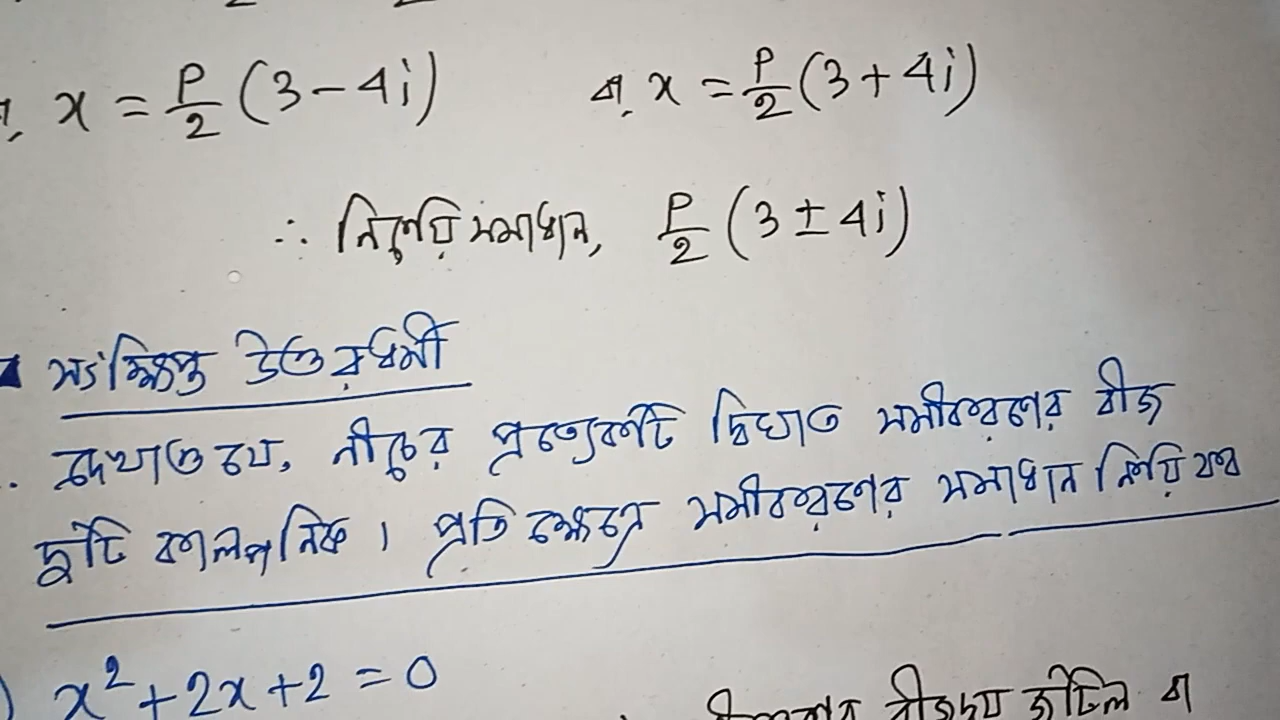 বা, x = p/2 (3 - 4i) বা, x = p/2 (3 + 4i)
∴ নির্ণেয় সমাধান, p/2 (3 ± 4i)
সংক্ষিপ্ত উত্তরধর্মী
দেখাও যে, নীচের প্রত্যেকটি দ্বিঘাত সমীকরণের বীজ
দুটি কাল্পনিক। প্রতিক্ষেত্রে সমীকরণের সমাধান নির্ণয় কর
) x² + 2x + 2 = 0
বীজদ্বয় জটিল বা